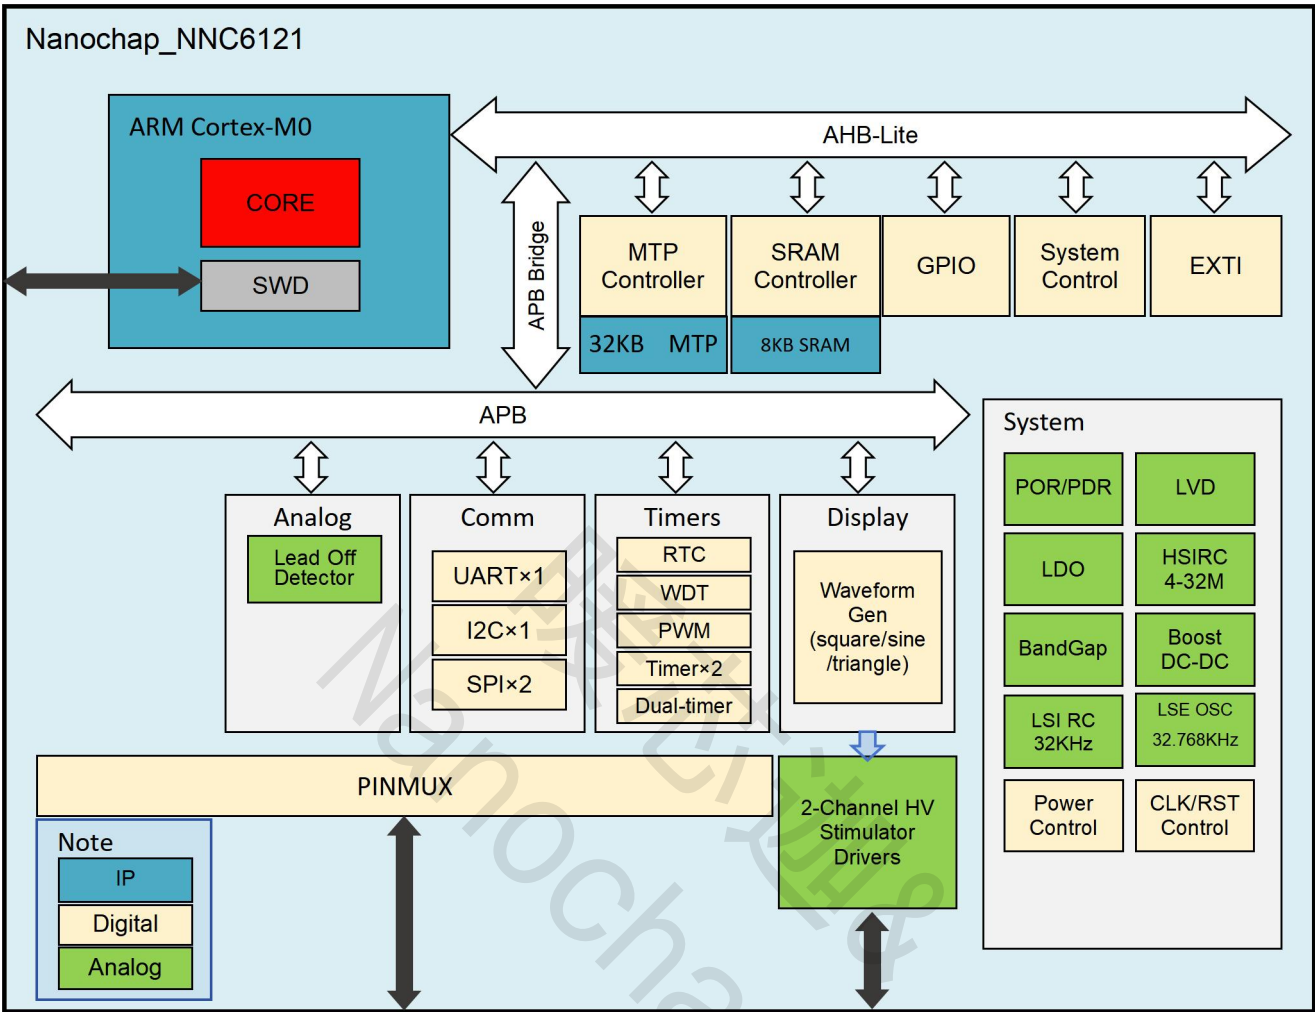 Nanochap_NNC6121
ARM Cortex-M0
CORE
SWD
AHB-Lite
APB Bridge
MTP
Controller
32KB MTP
SRAM
Controller
8KB SRAM
GPIO
System
Control
EXTI
APB
Analog
Lead Off
Detector
Comm
UART×1
I2C×1
SPI×2
Timers
RTC
WDT
PWM
Timer×2
Dual-timer
Display
Waveform
Gen
(square/sine
/triangle)
System
POR/PDR
LVD
LDO
HSIRC
4-32M
BandGap
Boost
DC-DC
LSI RC
32KHz
LSE OSC
32.768KHz
Power
Control
CLK/RST
Control
PINMUX
2-Channel HV
Stimulator
Drivers
Note
IP
Digital
Analog
暖芯迦&
Nanocha